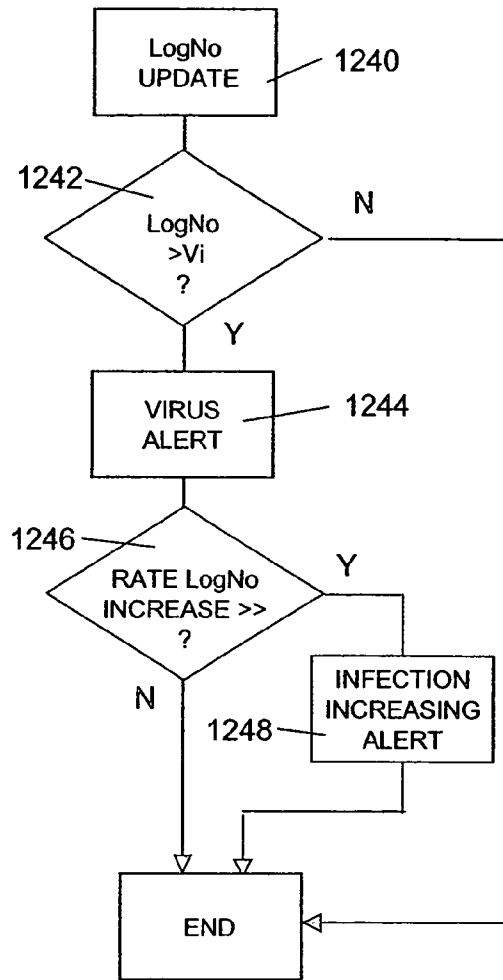 LogNo
UPDATE
1240
1242
LogNo
>Vi
?
N
Y
VIRUS
ALERT
1244
1246
RATE LogNo
INCREASE >>
?
Y
N
INFECTION
INCREASING
ALERT
1248
END